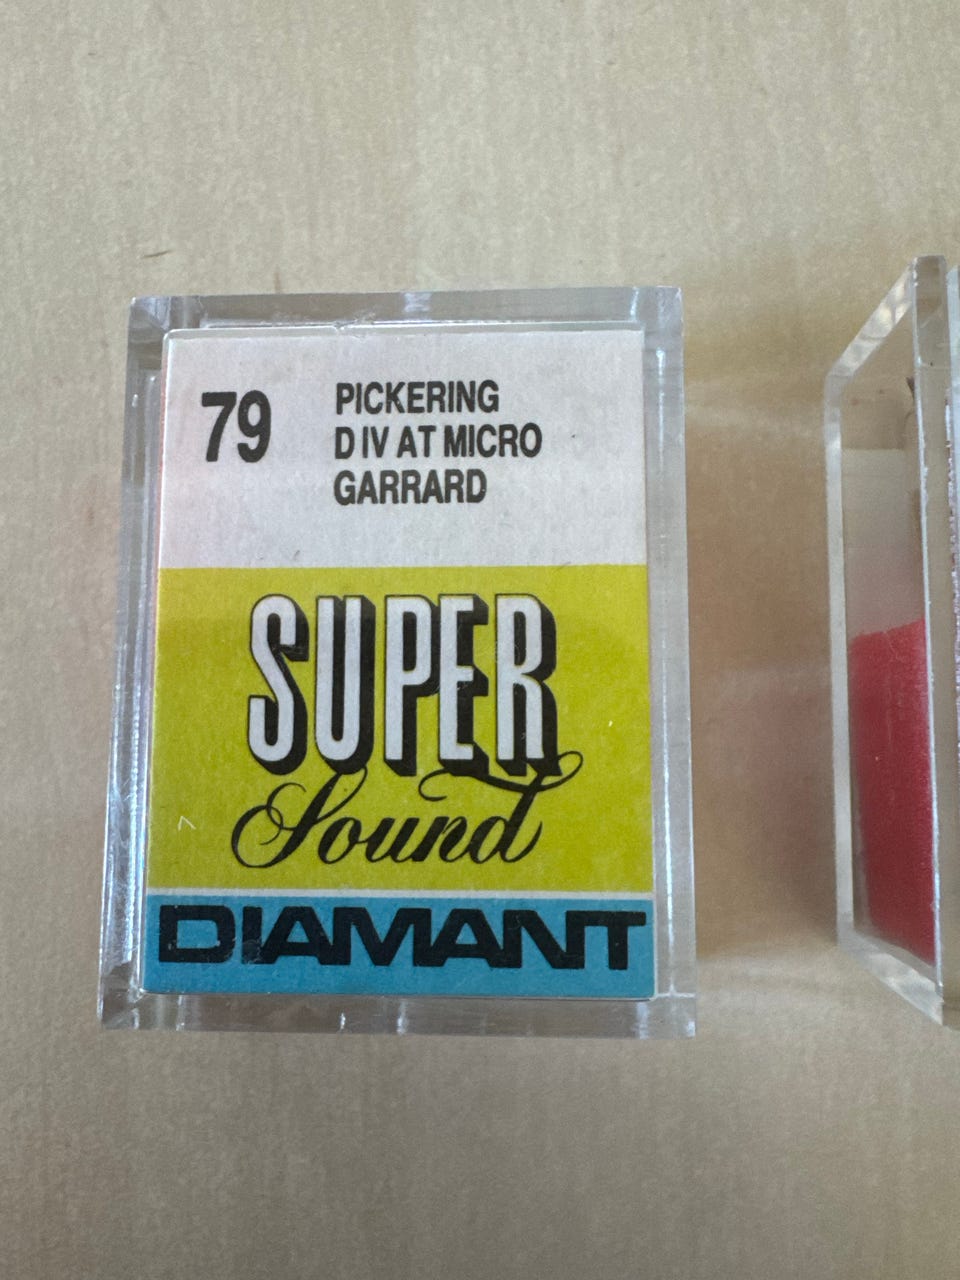 79 PICKERING
D IV AT MICRO
GARRARD
SUPER
Sound
DIAMANT